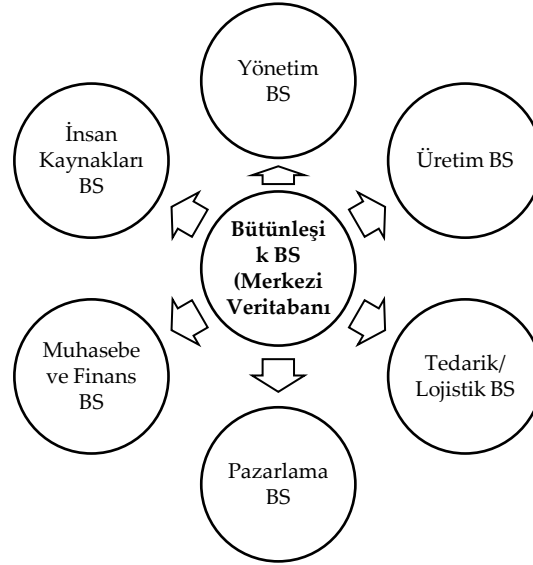 Yönetim
BS
İnsan
Kaynakları
BS
Üretim BS
Bütünleşi
k BS
(Merkezi
Veritabanı
Muhasebe
ve Finans
BS
Tedarik/
Lojistik BS
Pazarlama
BS